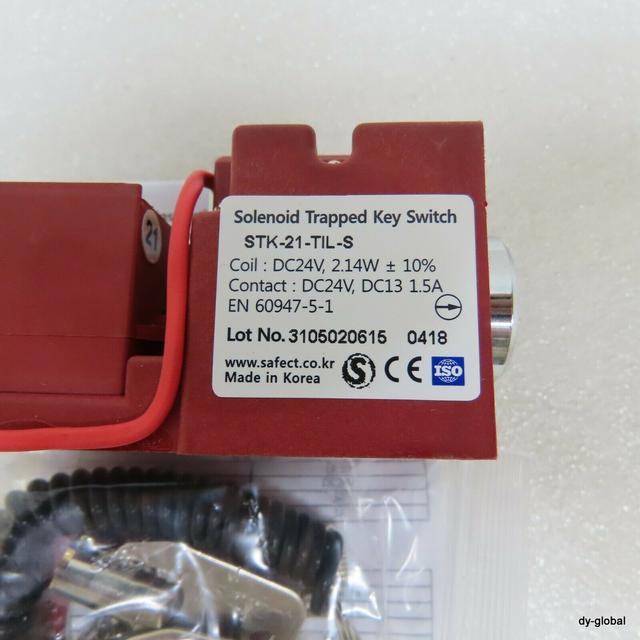 Solenoid Trapped Key Switch
STK-21-TIL-S
Coil : DC24V, 2.14W ± 10%
Contact : DC24V, DC13 1.5A
EN 60947-5-1
Lot No. 3105020615 0418
www.safect.co.kr
Made in Korea
S CE ISO
21
dy-global